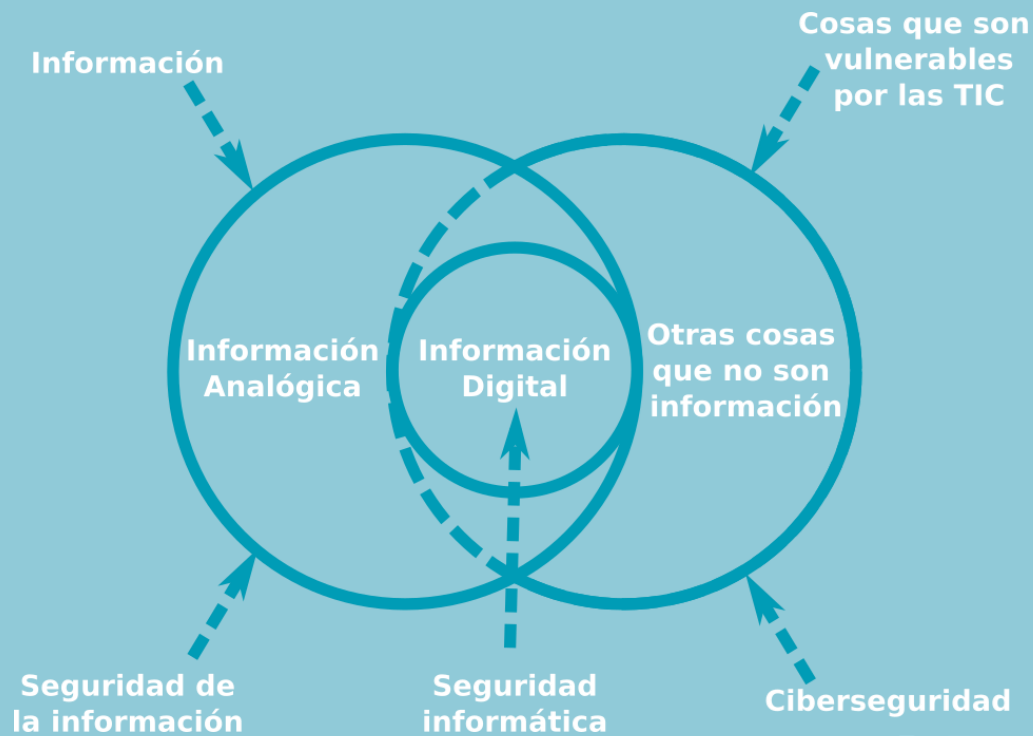 Información
Cosas que son
vulnerables
por las TIC
Información
Analógica
Información
Digital
Otras cosas
que no son
información
Seguridad de
la información
Seguridad
informática
Ciberseguridad